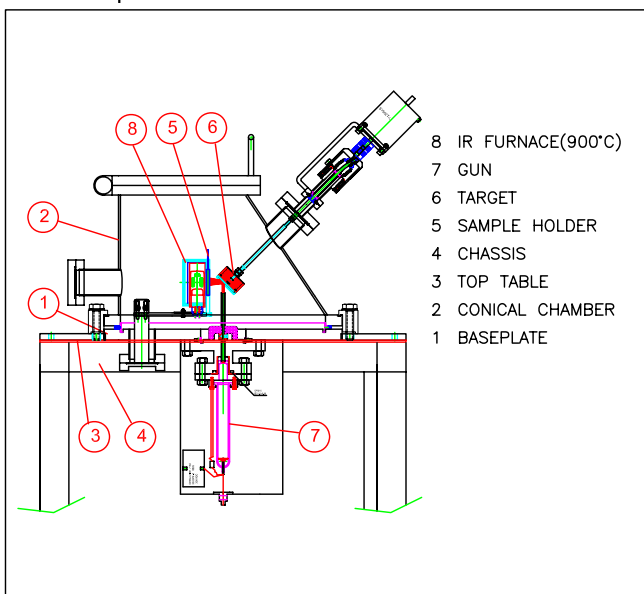 8
5
6
2
1
3
4
7
8 IR FURNACE(900°C)
7 GUN
6 TARGET
5 SAMPLE HOLDER
4 CHASSIS
3 TOP TABLE
2 CONICAL CHAMBER
1 BASEPLATE